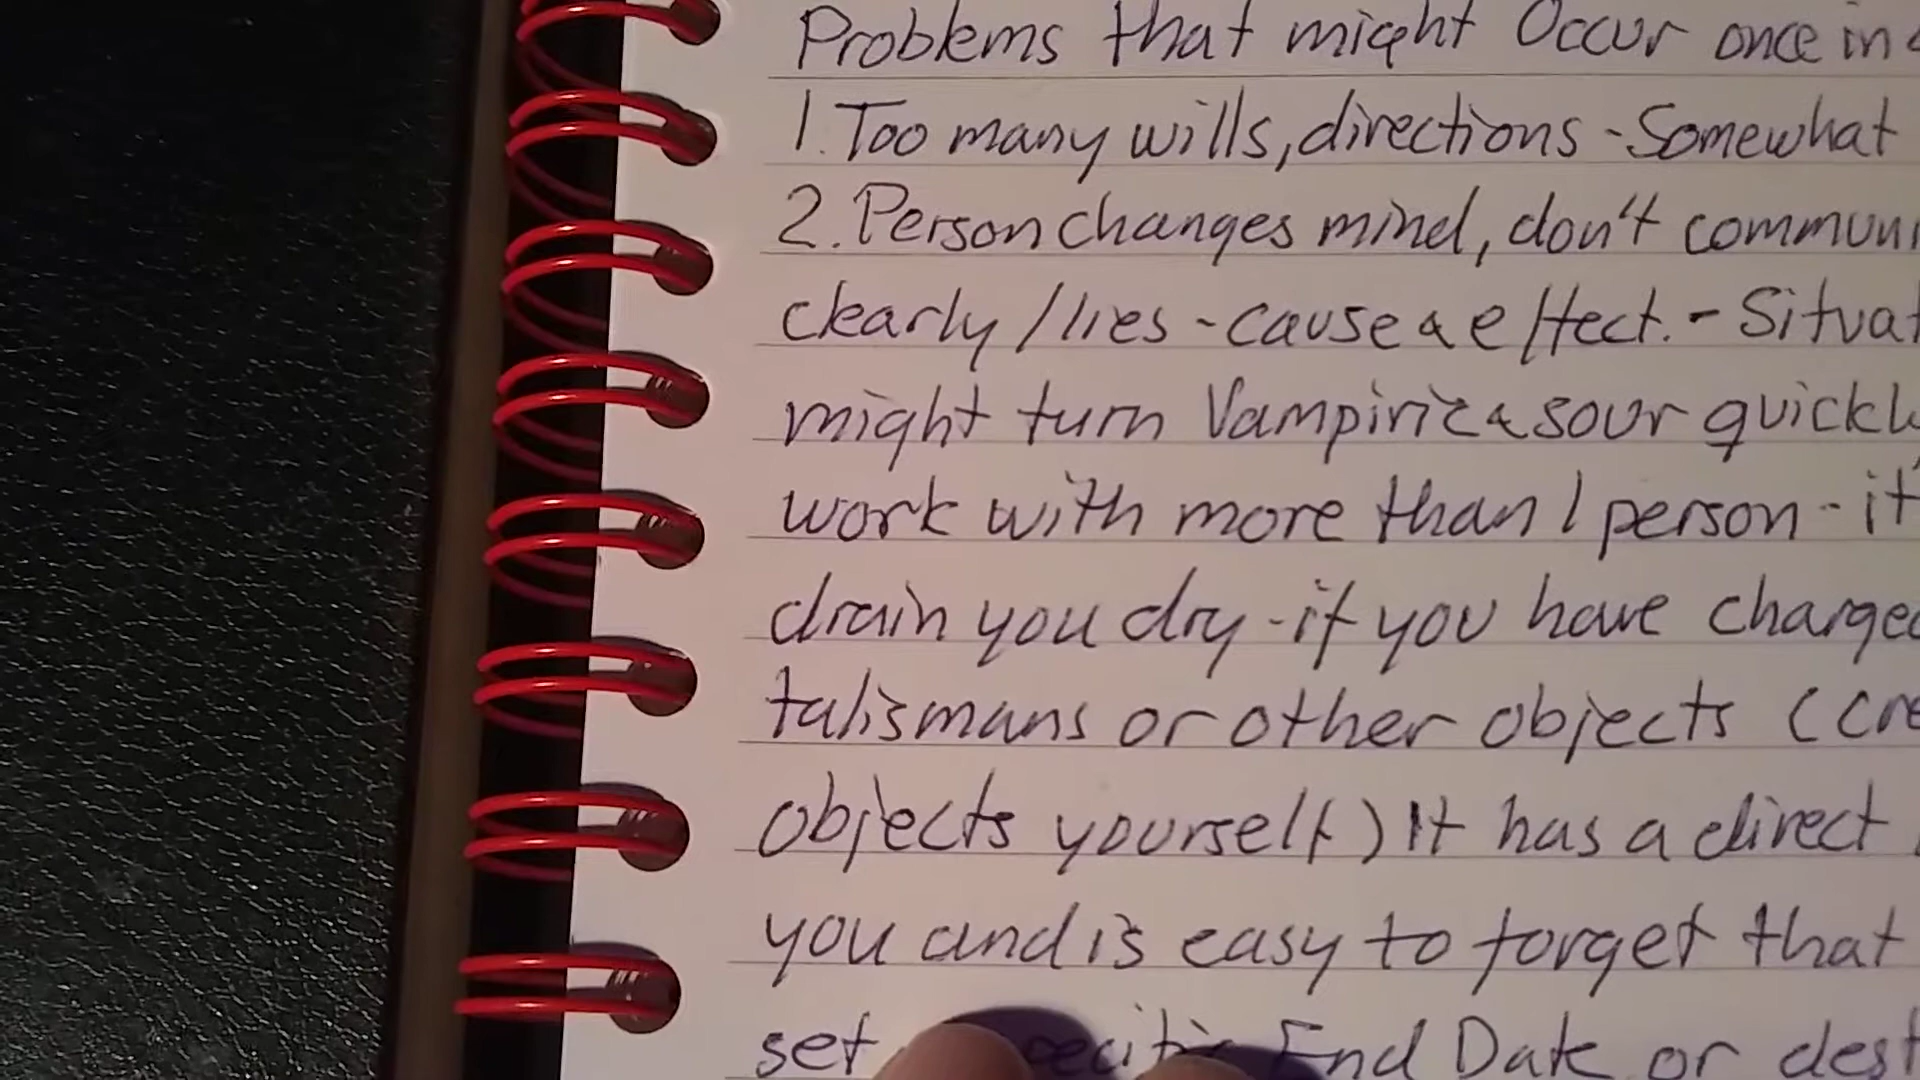 Problems that might Occur once in
1. Too many wills, directions - Somewhat
2. Person changes mind, don't communi
clearly / lies - cause & effect. - Situat
might turn Vampiric & sour quickl
work with more than 1 person - it
drain you dry - if you have charged
talismans or other objects (cre
objects yourself) It has a direct
you and is easy to forget that
set End Date or dest